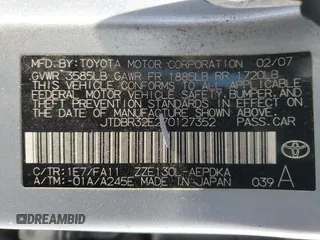 MFD. BY: TOYOTA MOTOR CORPORATION 02/07
GVWR 3585LB GAWR FR 1885LB RR 1720LB
THIS VEHICLE CONFORMS TO ALL APPLICABLE
FEDERAL MOTOR VEHICLE SAFETY, BUMPER, AND
THEFT PREVENTION STANDARDS IN EFFECT ON
THE DATE OF MANUFACTURE SHOWN ABOVE.
PASS.CAR
C/TR: 1E7/FA11 ZZE130L-AEPDKA
A/TM: -01A/A245E MADE IN JAPAN 039 A
TOYOTA
AUTOBIDMASTER